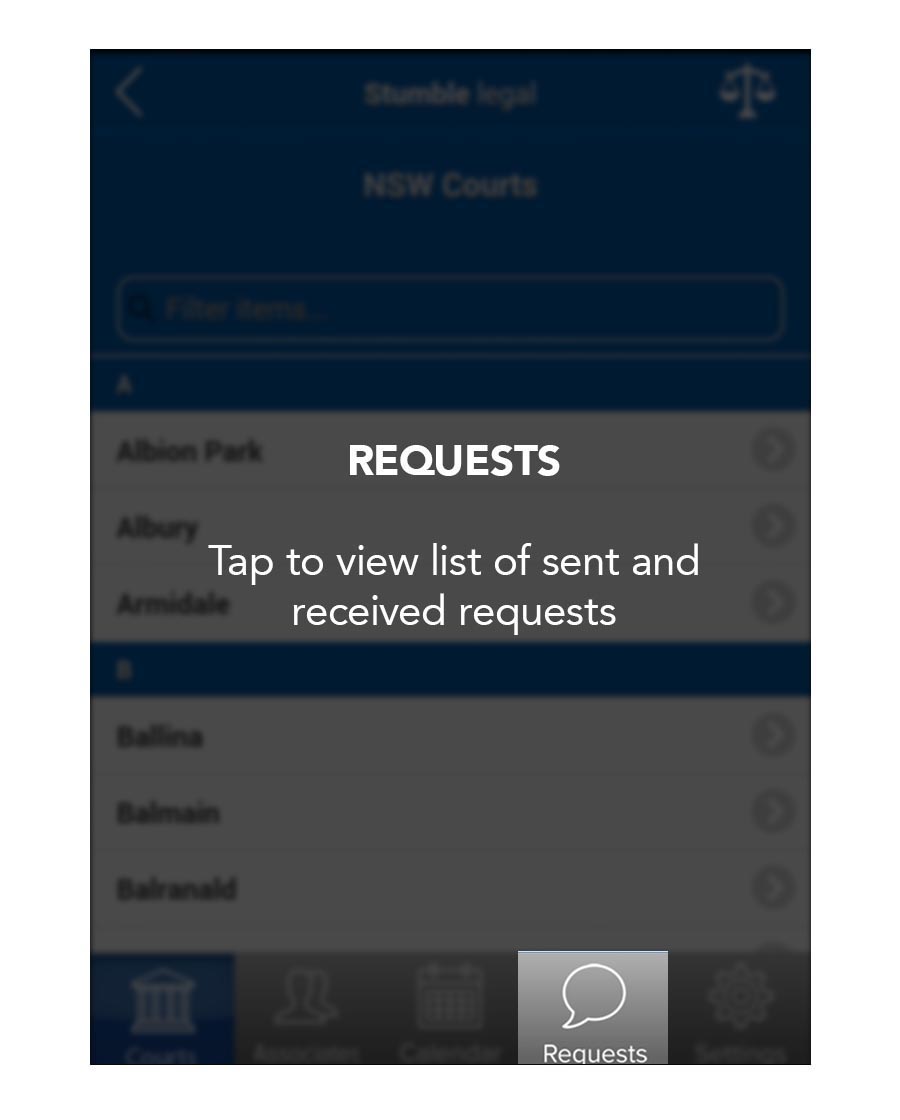 Stumble legal
NSW Courts
Filter items...
A
Albion Park
REQUESTS
Albury
Tap to view list of sent and
Armidale
received requests
B
Ballina
Balmain
Balranald
Courts
Associates
Calendar
Requests
Settings